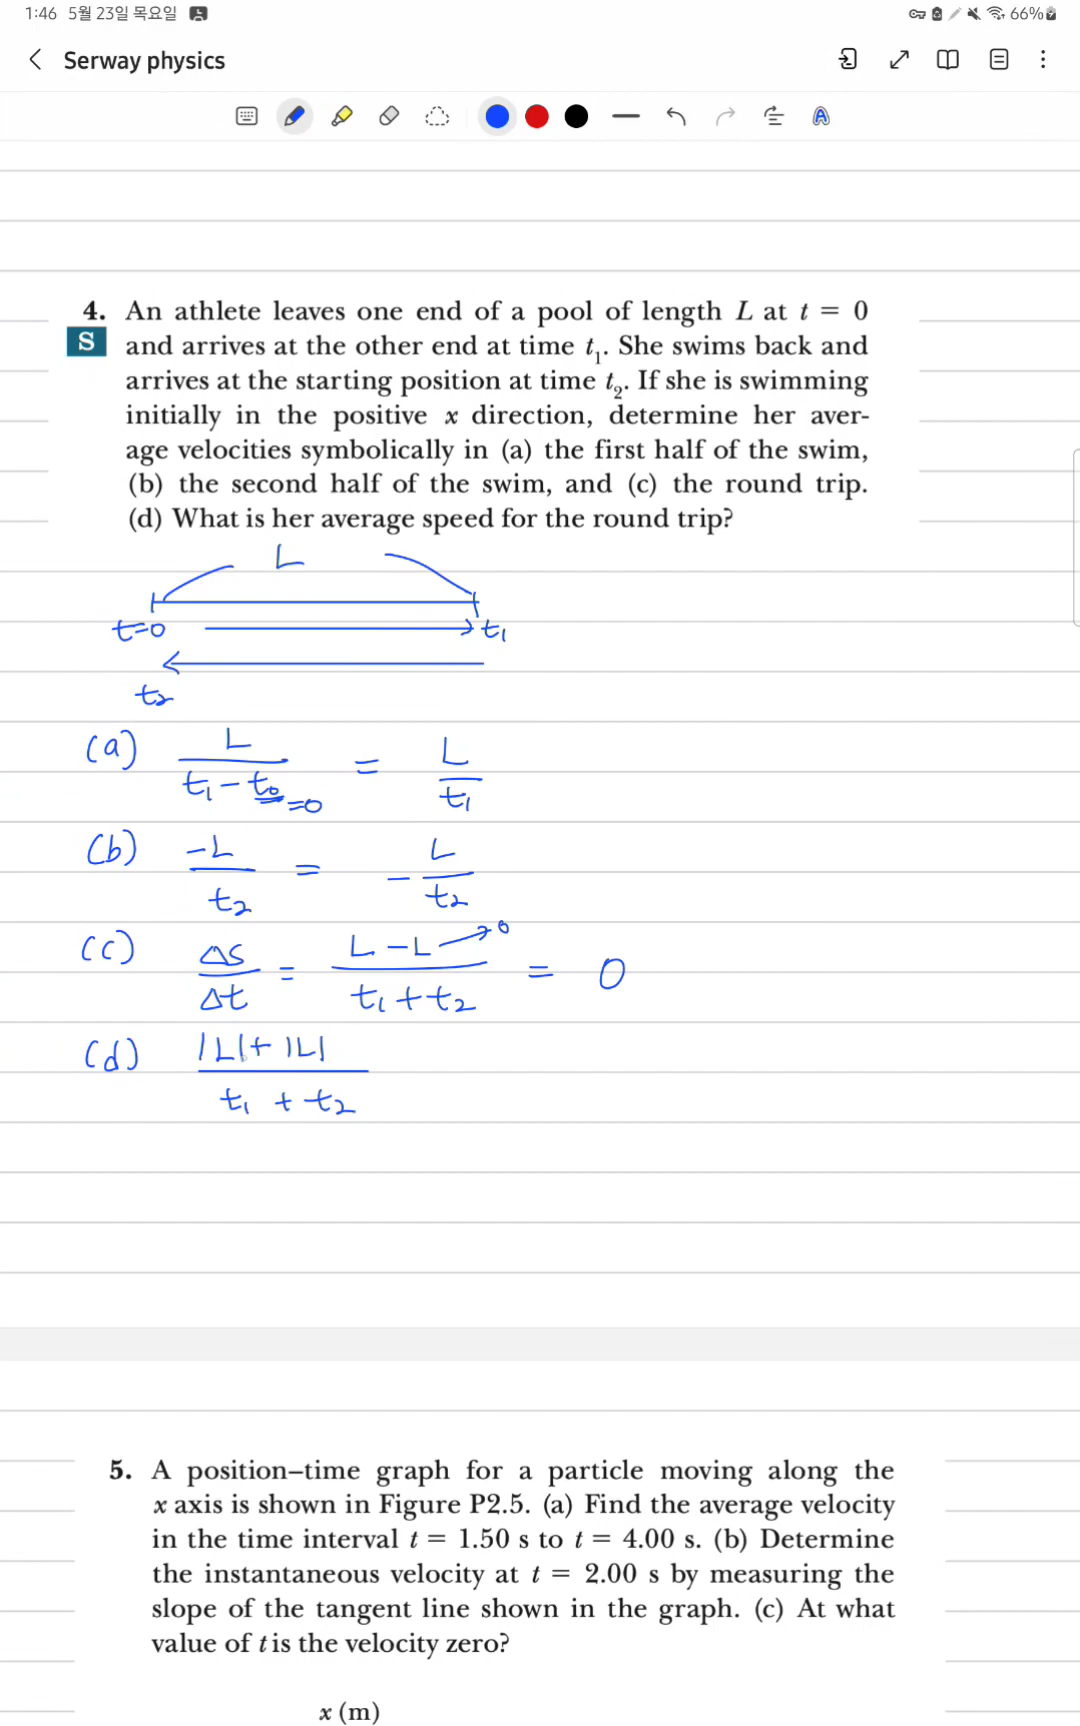 1:46 5월 23일 목요일
66%
Serway physics
4. An athlete leaves one end of a pool of length L at t = 0
S and arrives at the other end at time t₁. She swims back and
arrives at the starting position at time t₂. If she is swimming
initially in the positive x direction, determine her aver-
age velocities symbolically in (a) the first half of the swim,
(b) the second half of the swim, and (c) the round trip.
(d) What is her average speed for the round trip?
L
t=0 t₁
t₂
(a) L / (t₁ - t₀) =0 = L / t₁
(b) -L / t₂ = - L / t₂
(c) ΔS / Δt = (L - L) / (t₁ + t₂) → 0 = 0
(d) (|L| + |L|) / (t₁ + t₂)
5. A position–time graph for a particle moving along the
x axis is shown in Figure P2.5. (a) Find the average velocity
in the time interval t = 1.50 s to t = 4.00 s. (b) Determine
the instantaneous velocity at t = 2.00 s by measuring the
slope of the tangent line shown in the graph. (c) At what
value of t is the velocity zero?
x (m)